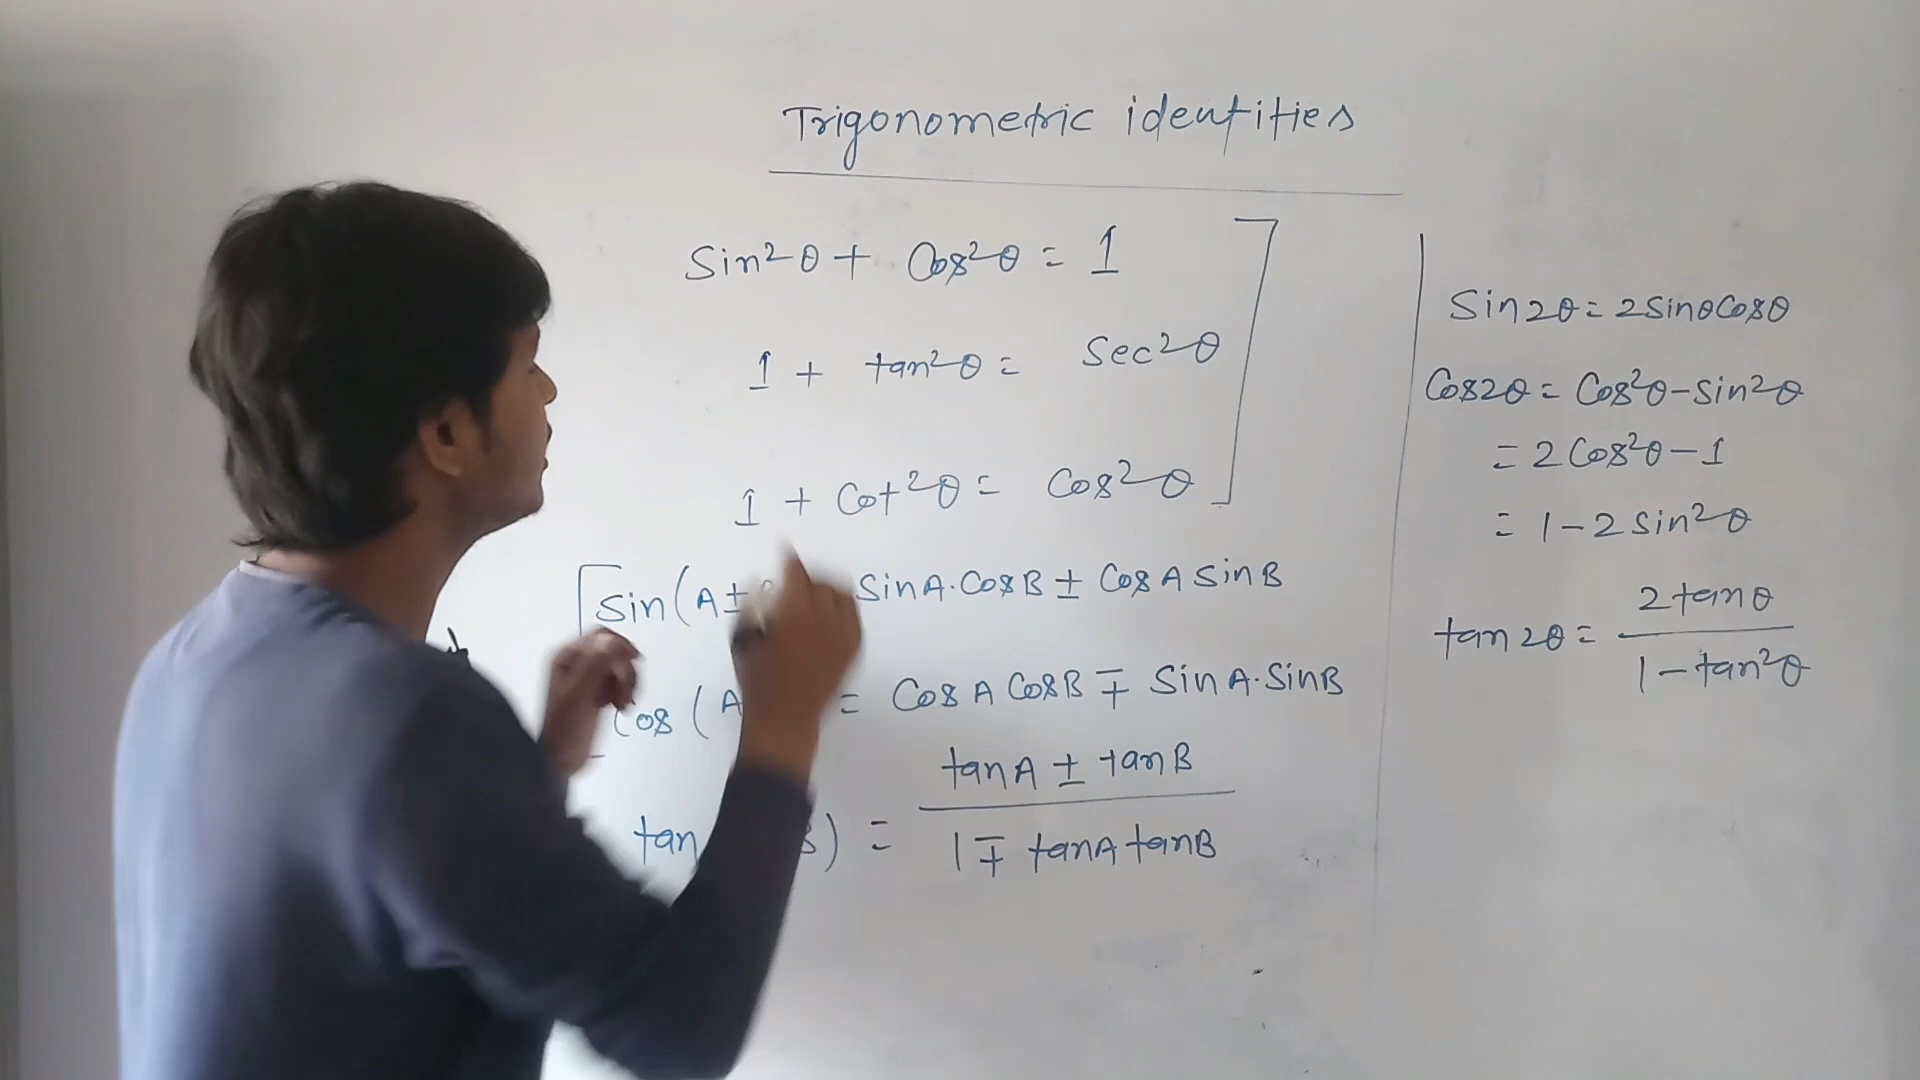 Trigonometric identities
Sin²θ + Cos²θ = 1
1 + tan²θ = Sec²θ
1 + Cot²θ = Cos²θ
Sin(A± SinA·CosB ± CosA SinB
Cos(A = CosA CosB ∓ SinA·SinB
tan B) = tanA ± tanB / 1 ∓ tanA tanB
Sin2θ = 2SinθCosθ
Cos2θ = Cos²θ-Sin²θ
= 2Cos²θ-1
= 1-2Sin²θ
tan2θ = 2tanθ / 1-tan²θ